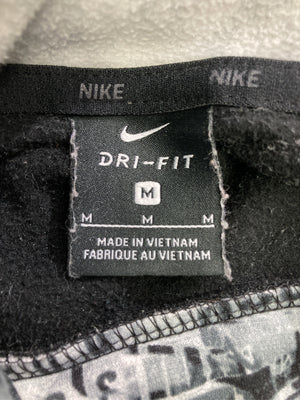 NIKE NIKE
DRI-FIT
M
M M M
MADE IN VIETNAM
FABRIQUE AU VIETNAM